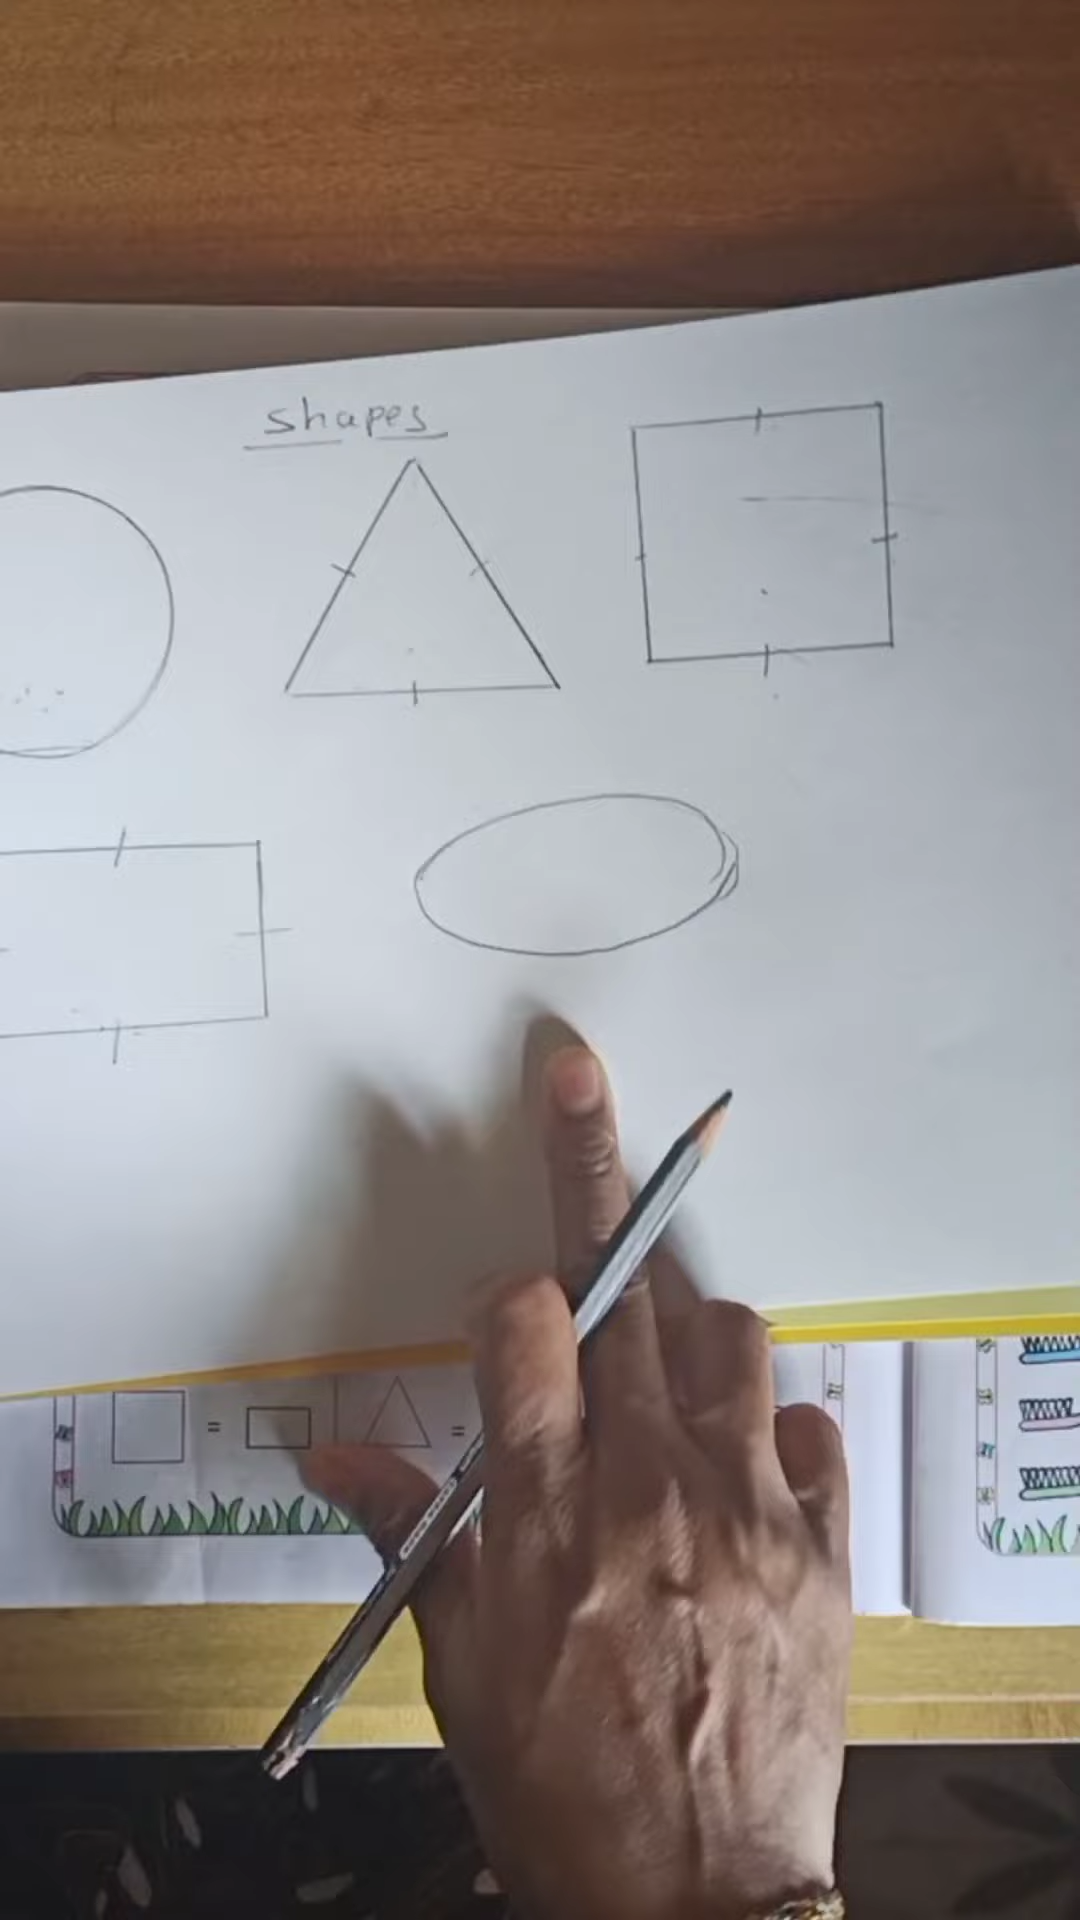 shapes
= =